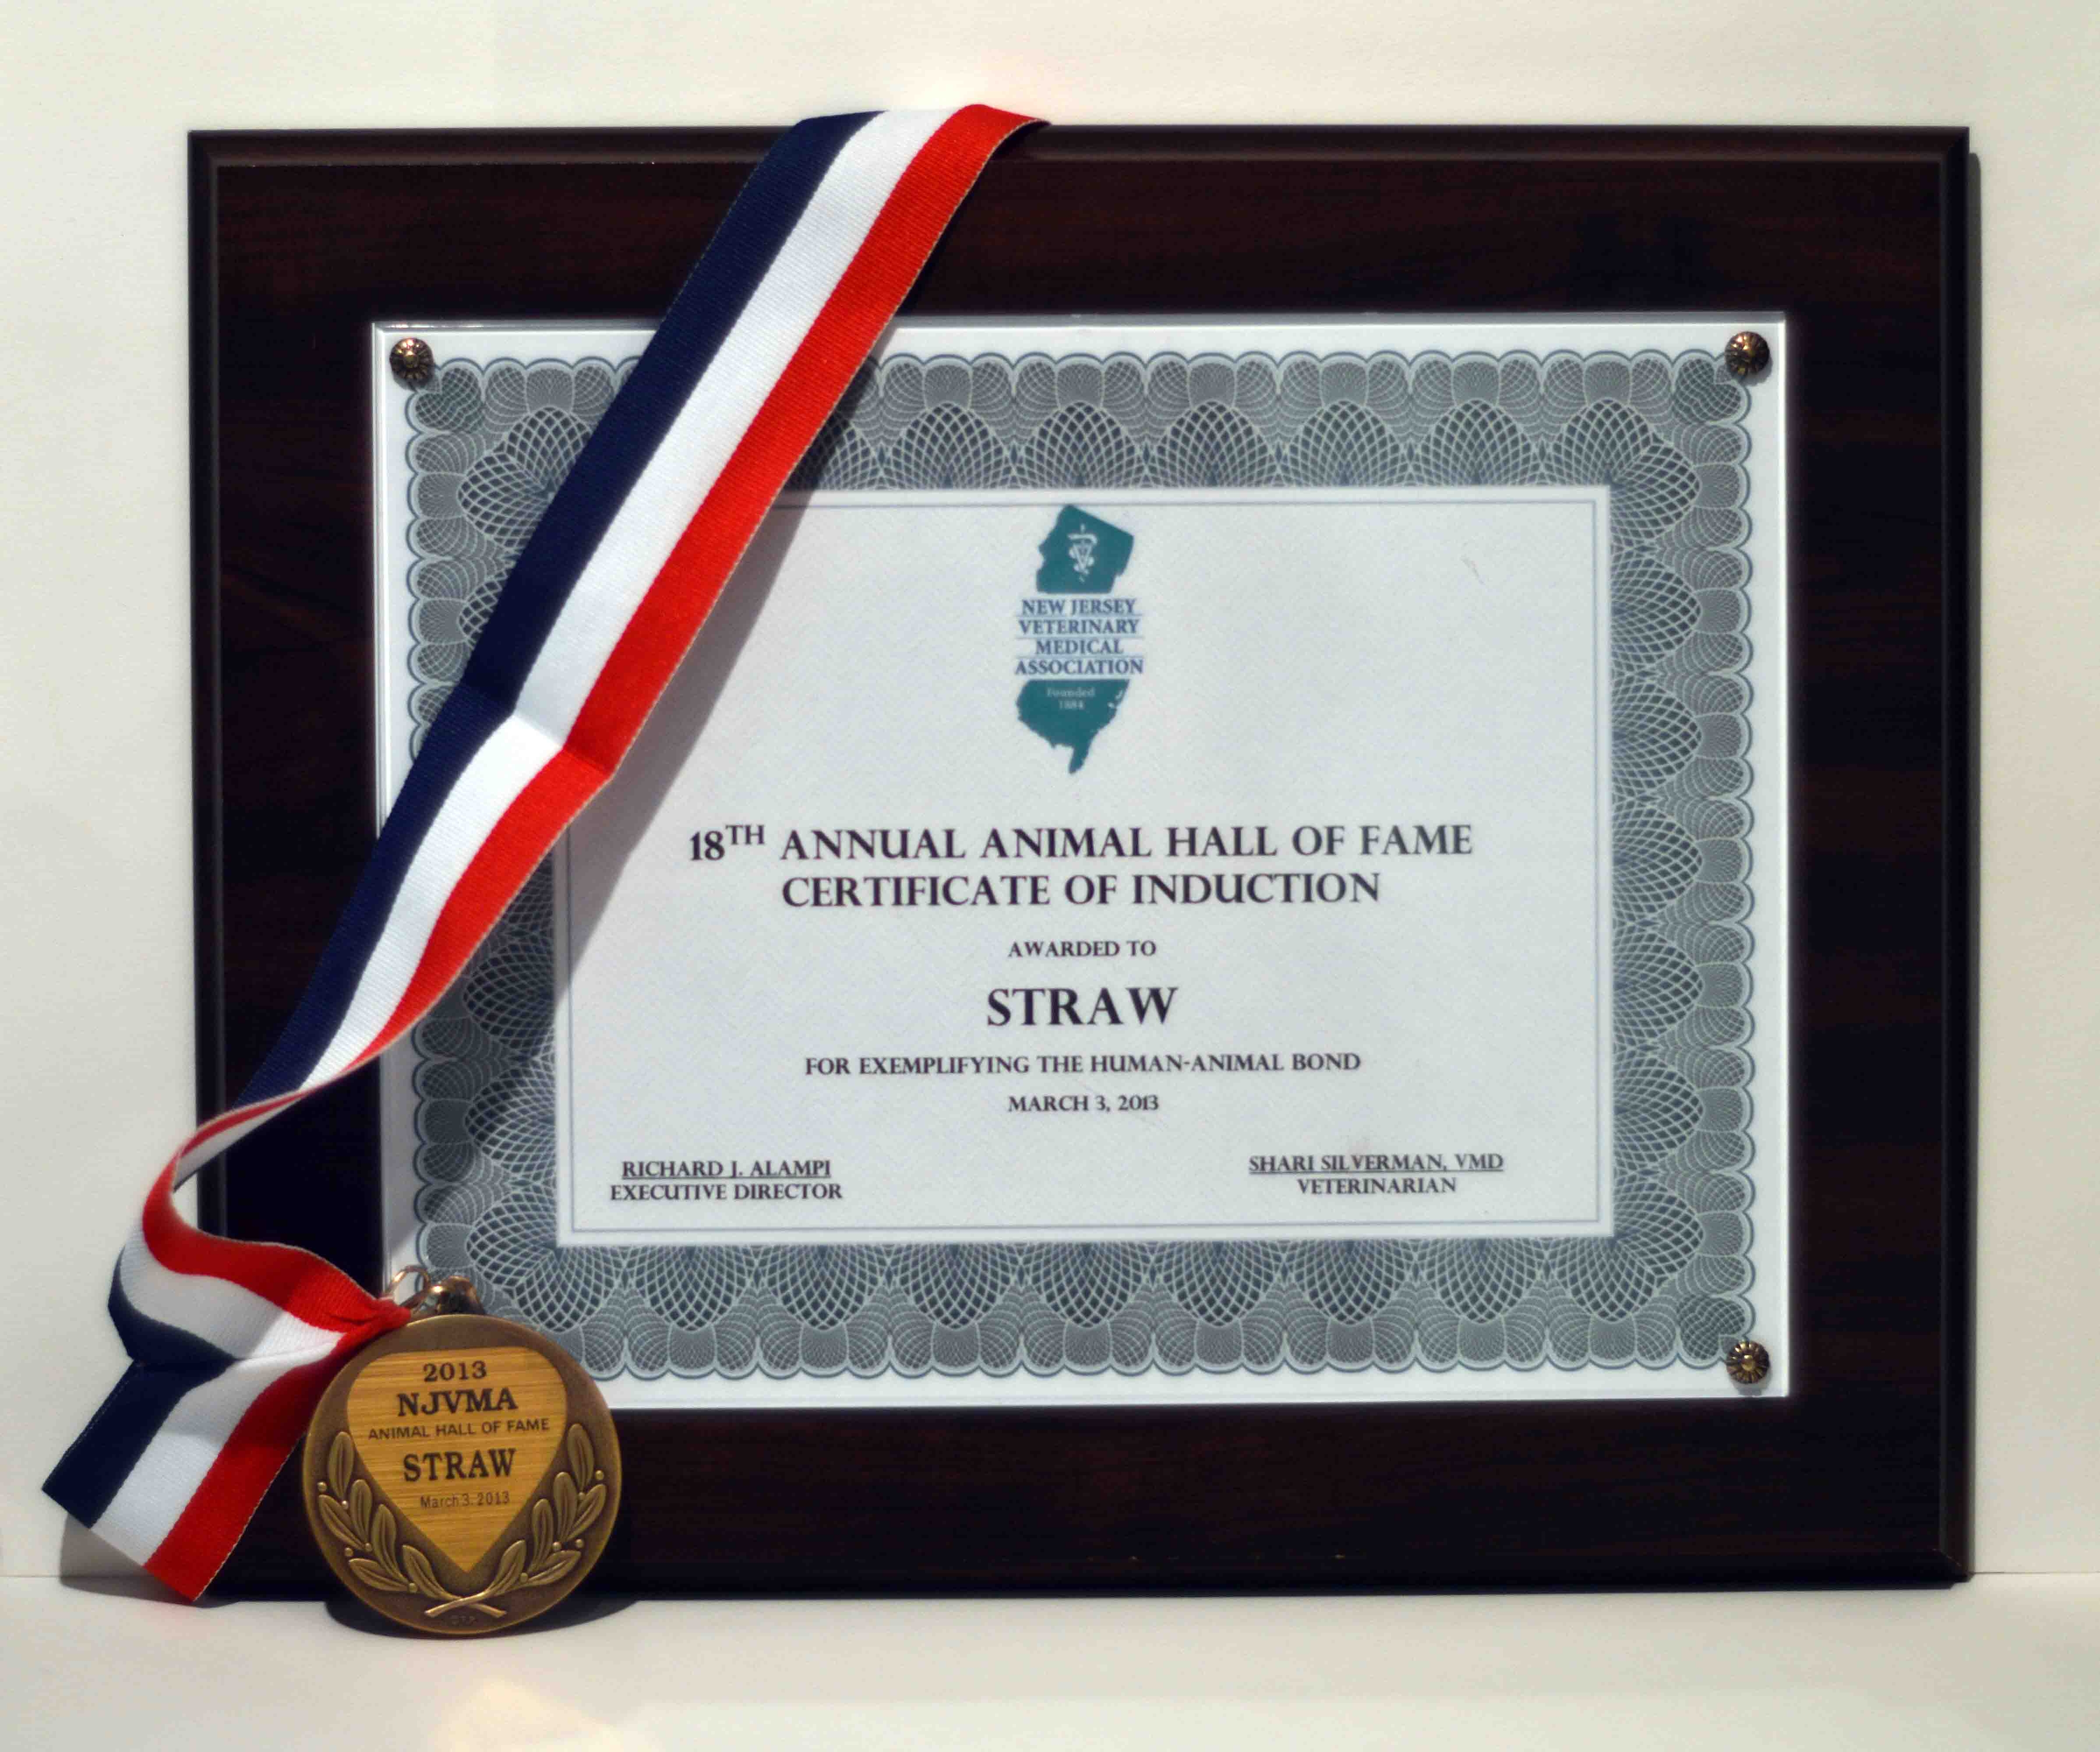 NEW JERSEY
VETERINARY
MEDICAL
ASSOCIATION
Founded
1884
18TH ANNUAL ANIMAL HALL OF FAME
CERTIFICATE OF INDUCTION
AWARDED TO
STRAW
FOR EXEMPLIFYING THE HUMAN-ANIMAL BOND
MARCH 3, 2013
RICHARD J. ALAMPI
EXECUTIVE DIRECTOR
SHARI SILVERMAN, VMD
VETERINARIAN
2013
NJVMA
ANIMAL HALL OF FAME
STRAW
March 3, 2013